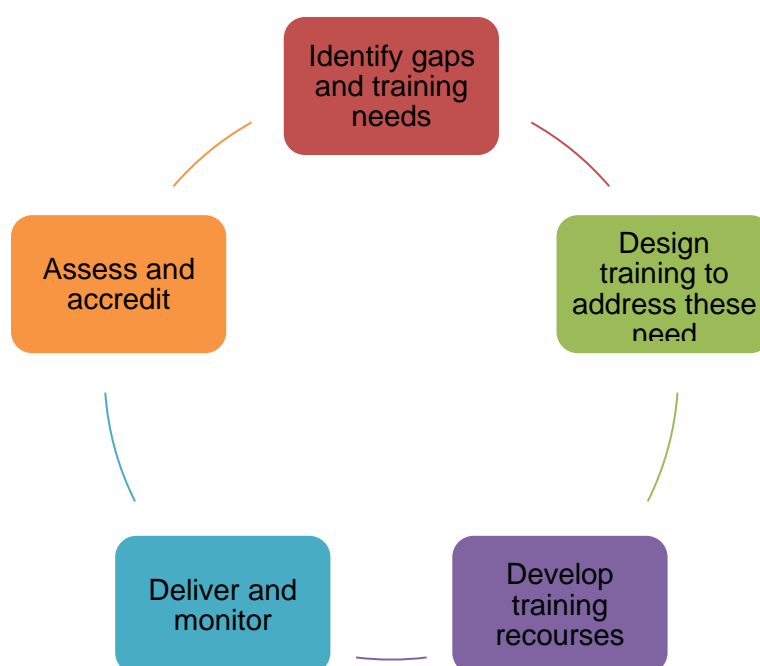 Identify gaps
and training
needs
Design
training to
address these
need
Develop
training
recourses
Deliver and
monitor
Assess and
accredit